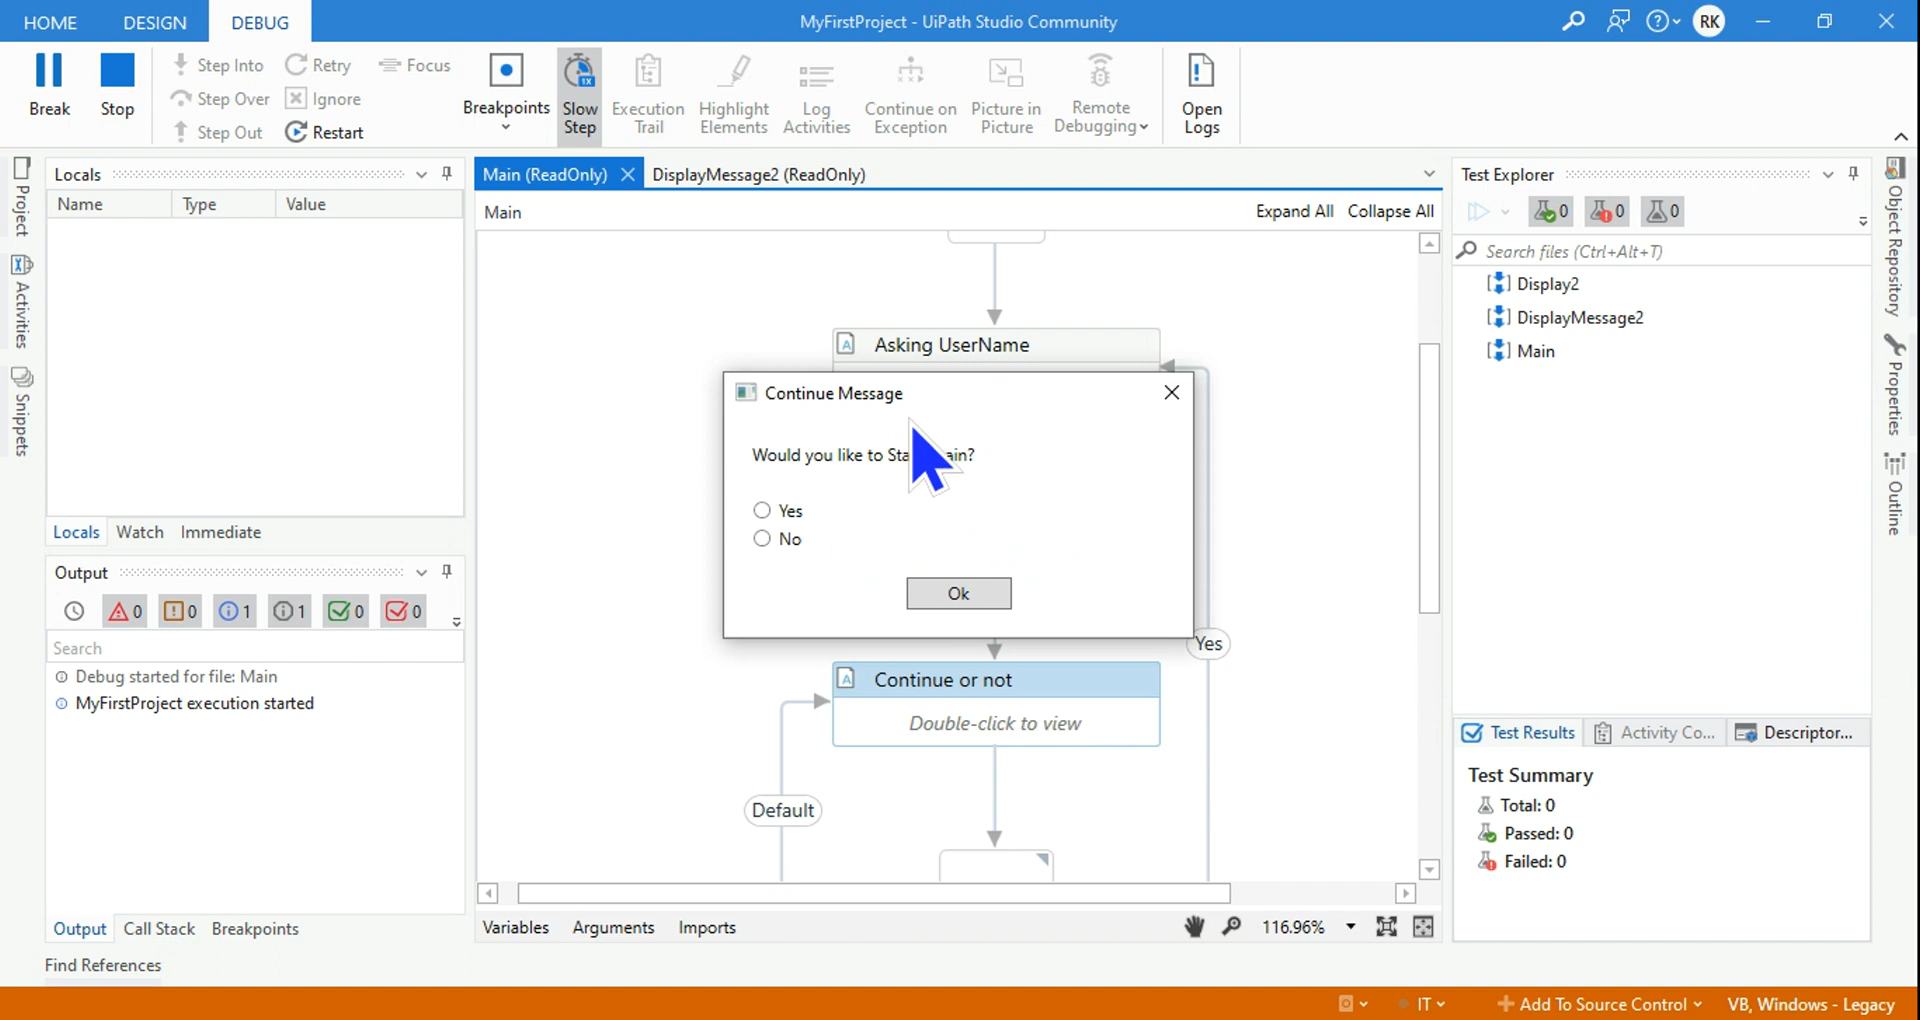 HOME DESIGN DEBUG
MyFirstProject - UiPath Studio Community
RK
Break
Stop
Step Into
Step Over
Step Out
Retry
Ignore
Restart
Focus
Breakpoints
Slow
Step
1X
Execution
Trail
Highlight
Elements
Log
Activities
Continue on
Exception
Picture in
Picture
Remote
Debugging
Open
Logs
Project
Activities
Snippets
Locals
Name Type Value
Locals Watch Immediate
Output
0 0 1 1 0 0
Search
Debug started for file: Main
MyFirstProject execution started
Output Call Stack Breakpoints
Find References
Main (ReadOnly) DisplayMessage2 (ReadOnly)
Main Expand All Collapse All
Asking UserName
Continue Message
Would you like to ain?
Yes
No
Ok
Yes
Continue or not
Double-click to view
Default
Variables Arguments Imports 116.96%
Test Explorer
0 0 0
Search files (Ctrl+Alt+T)
Display2
DisplayMessage2
Main
Test Results Activity Co... Descriptor...
Test Summary
Total: 0
Passed: 0
Failed: 0
Object Repository
Properties
Outline
IT Add To Source Control VB, Windows - Legacy